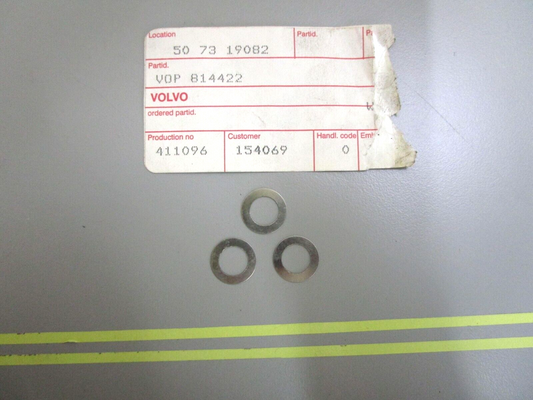 Location Partid. P
50 73 19082
Partid.
VOP 814422
VOLVO
ordered partid.
Production no Customer Handl. code Em
411096 154069 0